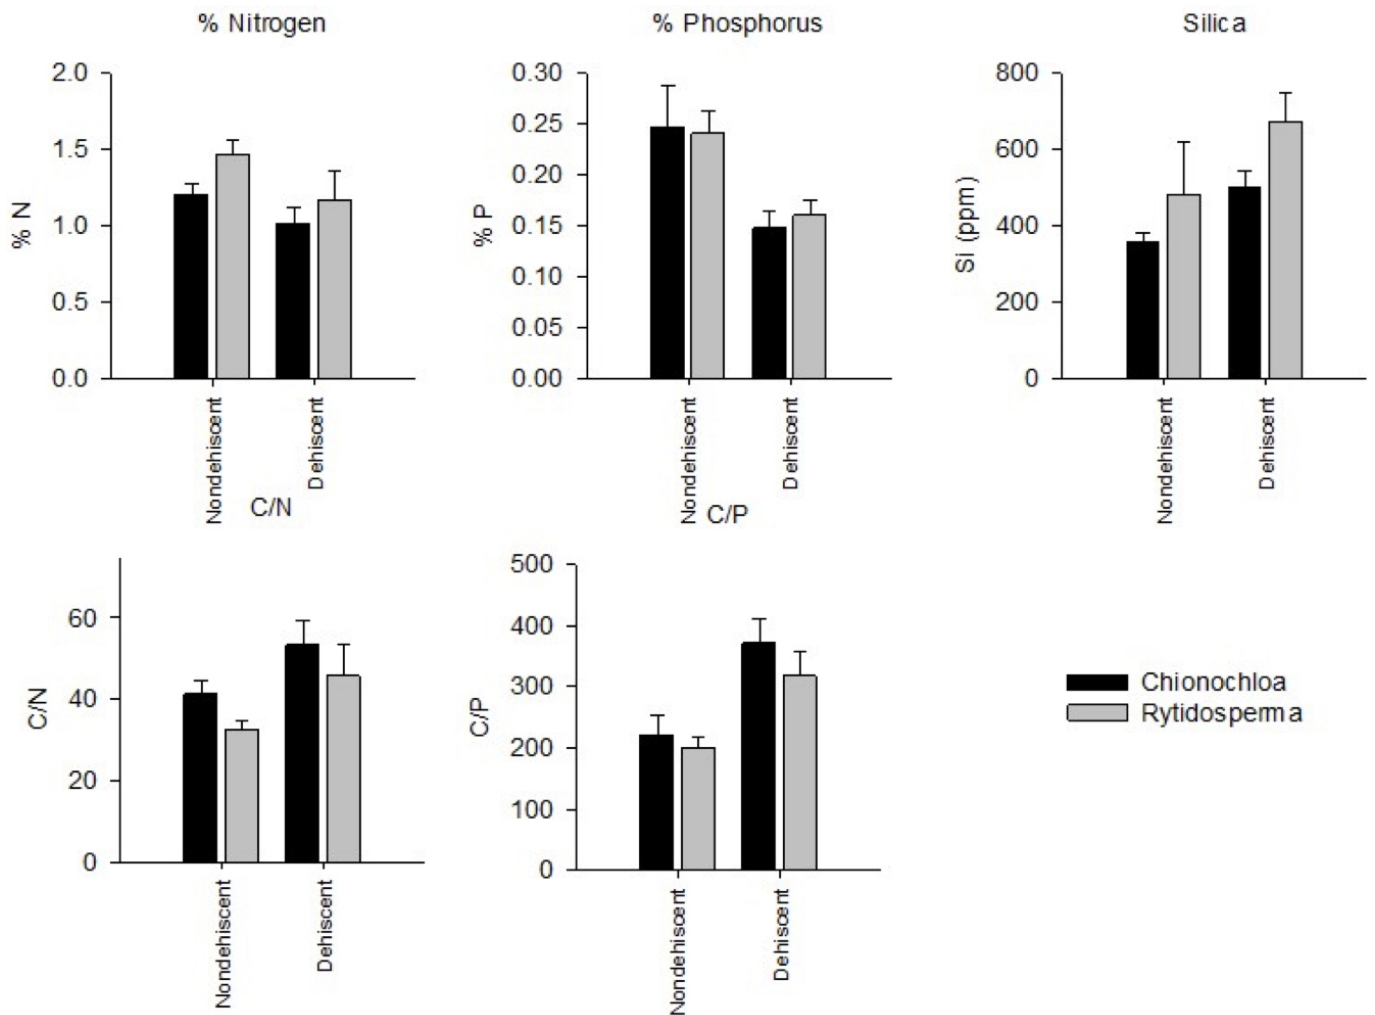 % Nitrogen
% Phosphorus
Silica
2.0
1.5
1.0
0.5
0.0
% N
Nondehiscent
Dehiscent
0.30
0.25
0.20
0.15
0.10
0.05
0.00
% P
Nondehiscent
Dehiscent
800
600
400
200
0
Si (ppm)
Nondehiscent
Dehiscent
C/N
C/P
60
40
20
0
C/N
Nondehiscent
Dehiscent
500
400
300
200
100
0
C/P
Nondehiscent
Dehiscent
Chionochloa
Rytidosperma